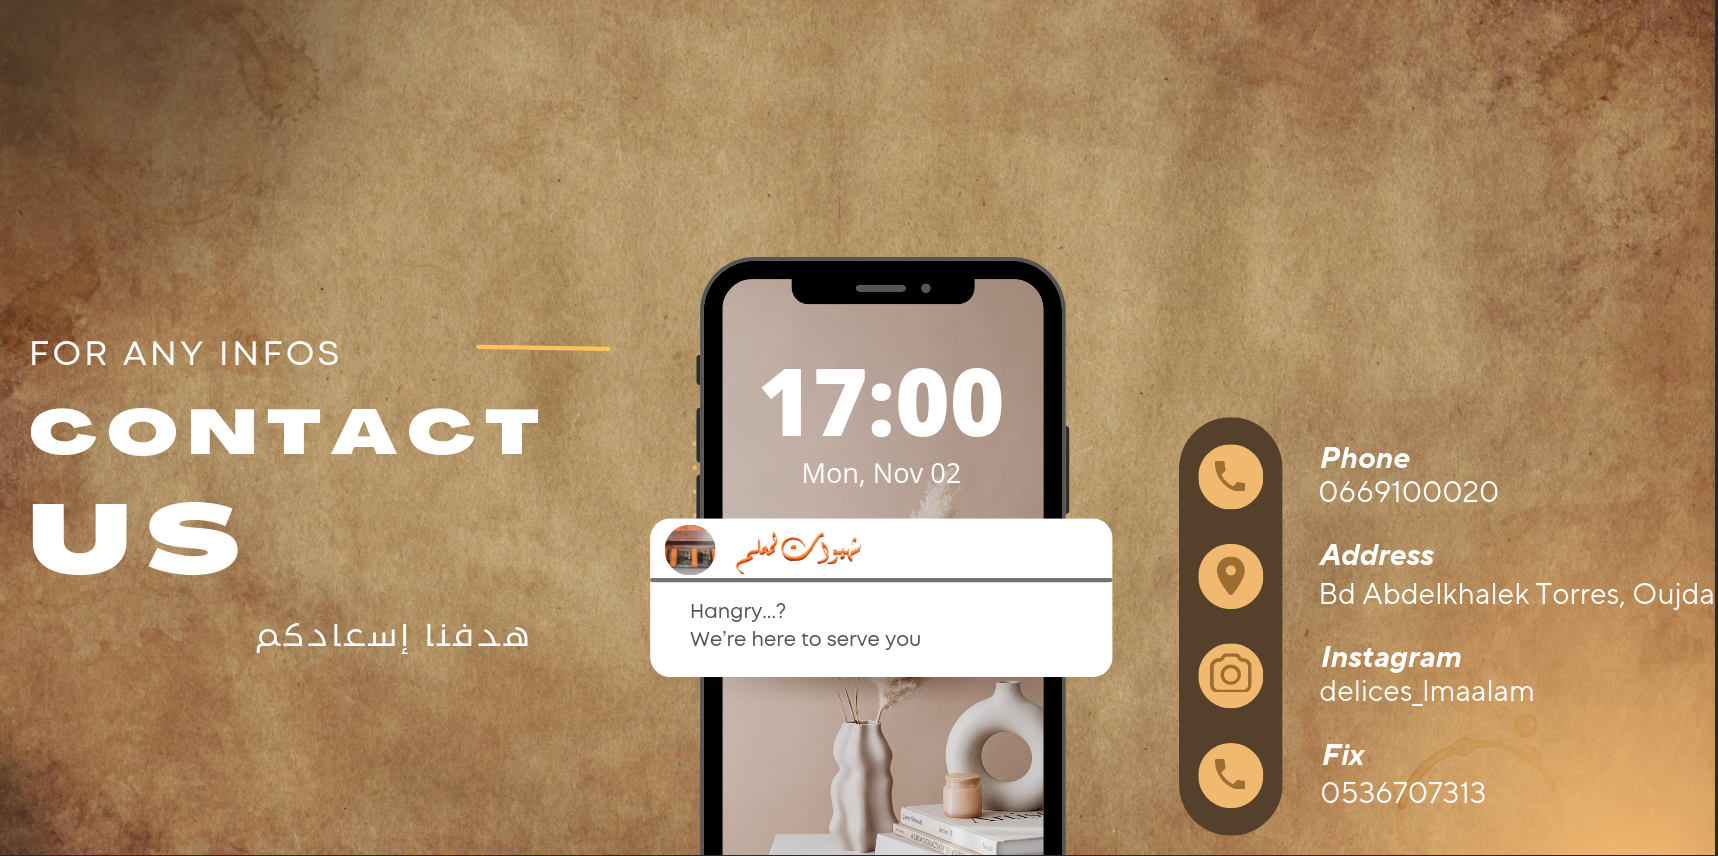 FOR ANY INFOS
CONTACT
US
هدفنا إسعادكم
17:00
Mon, Nov 02
شهيوات لمعلم
Hangry...?
We're here to serve you
Phone
0669100020
Address
Bd Abdelkhalek Torres, Oujda
Instagram
delices_lmaalam
Fix
0536707313